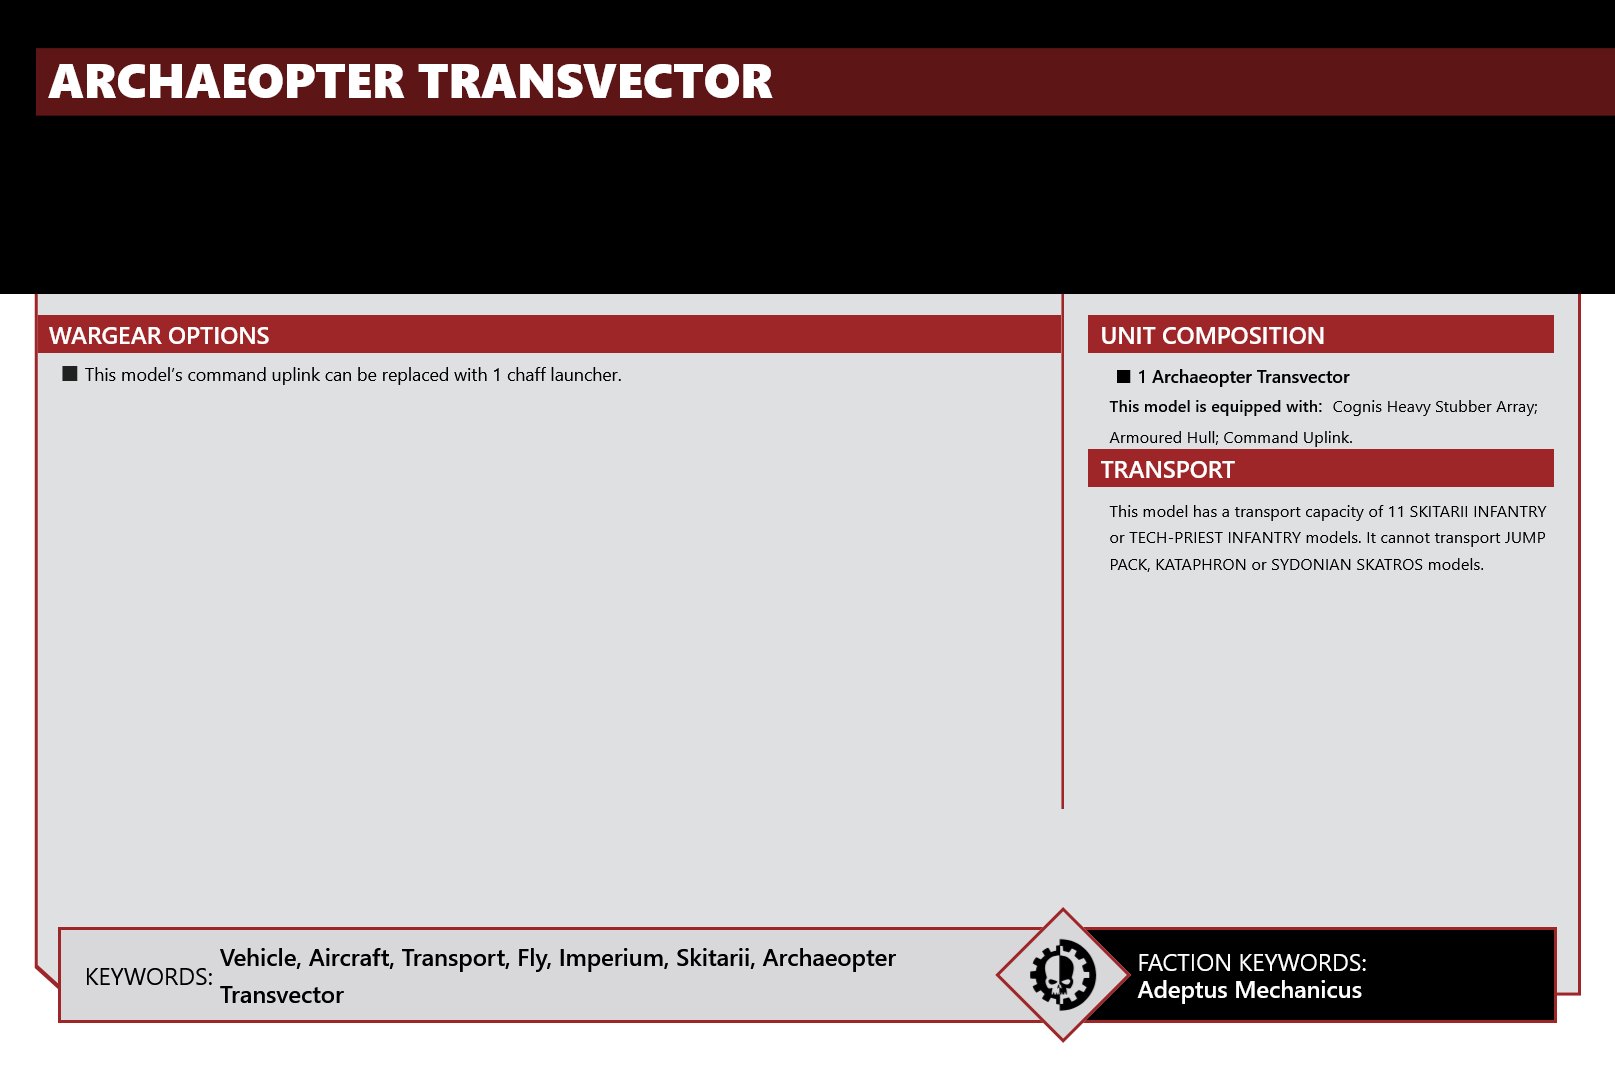 ARCHAEOPTER TRANSVECTOR
WARGEAR OPTIONS
■ This model’s command uplink can be replaced with 1 chaff launcher.
UNIT COMPOSITION
■ 1 Archaeopter Transvector
This model is equipped with: Cognis Heavy Stubber Array;
Armoured Hull; Command Uplink.
TRANSPORT
This model has a transport capacity of 11 SKITARII INFANTRY
or TECH-PRIEST INFANTRY models. It cannot transport JUMP
PACK, KATAPHRON or SYDONIAN SKATROS models.
KEYWORDS: Vehicle, Aircraft, Transport, Fly, Imperium, Skitarii, Archaeopter
Transvector
FACTION KEYWORDS:
Adeptus Mechanicus